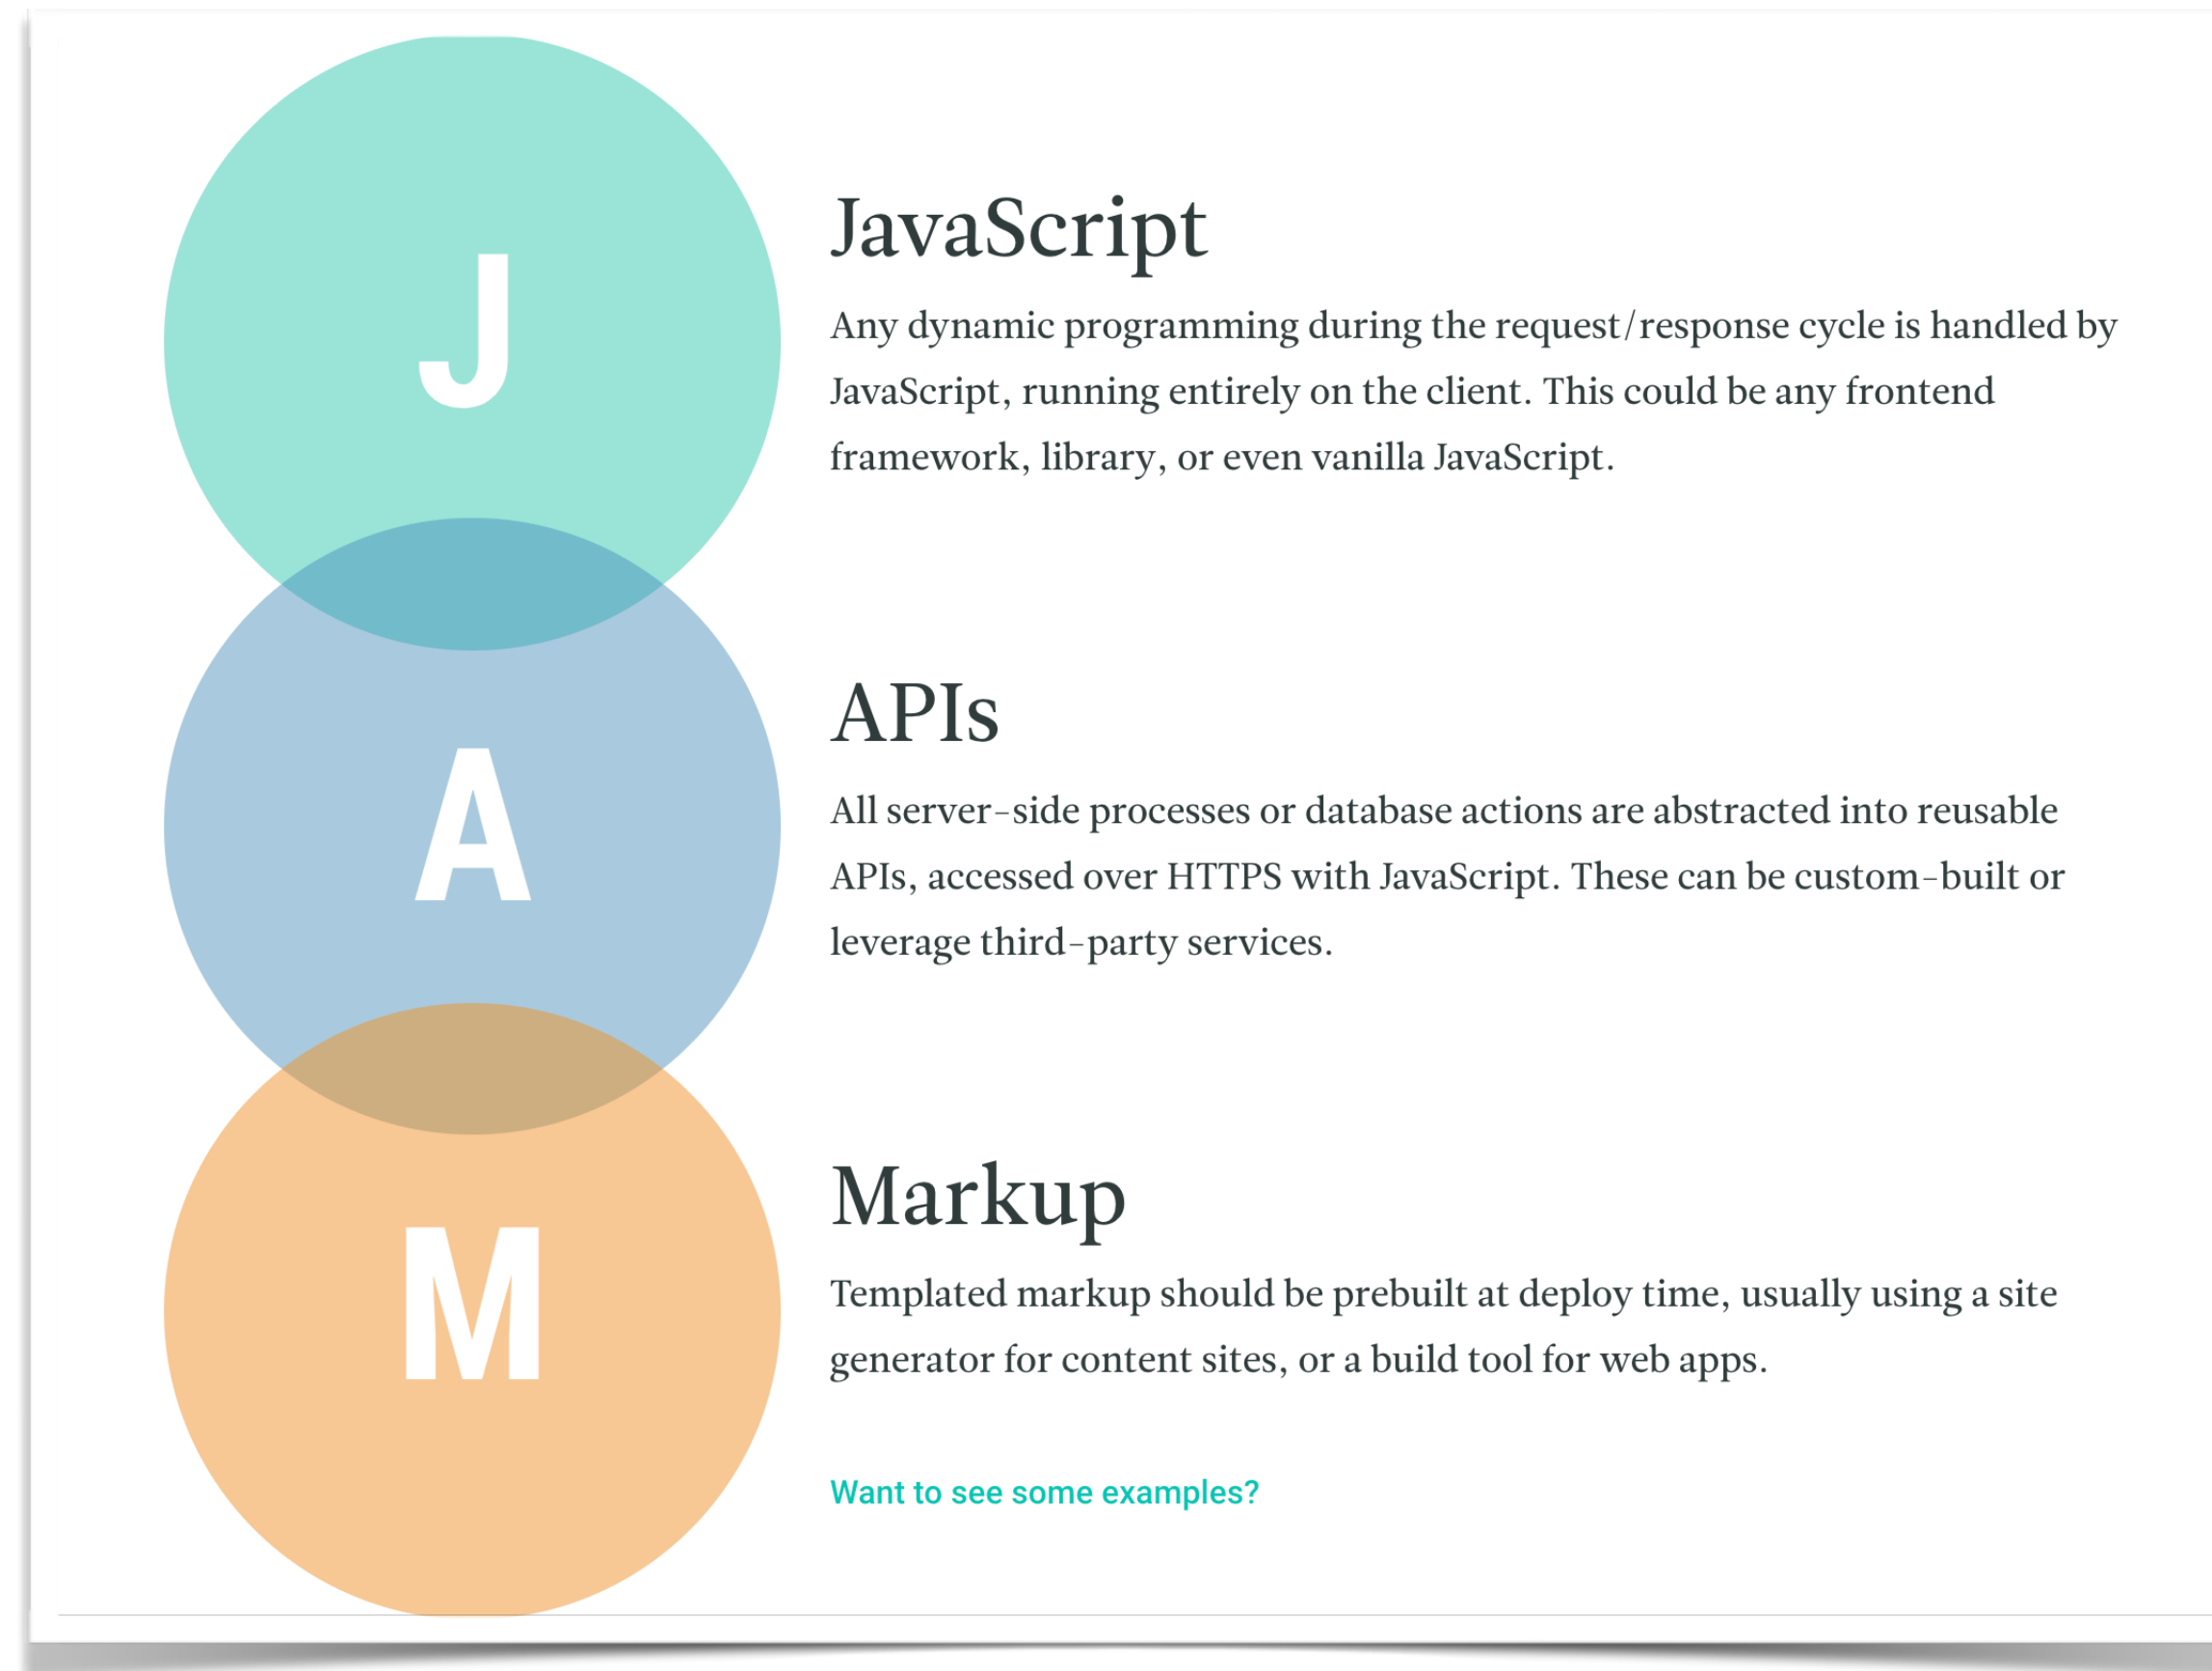 J
JavaScript
Any dynamic programming during the request/response cycle is handled by
JavaScript, running entirely on the client. This could be any frontend
framework, library, or even vanilla JavaScript.
A
APIs
All server-side processes or database actions are abstracted into reusable
APIs, accessed over HTTPS with JavaScript. These can be custom-built or
leverage third-party services.
M
Markup
Templated markup should be prebuilt at deploy time, usually using a site
generator for content sites, or a build tool for web apps.
Want to see some examples?